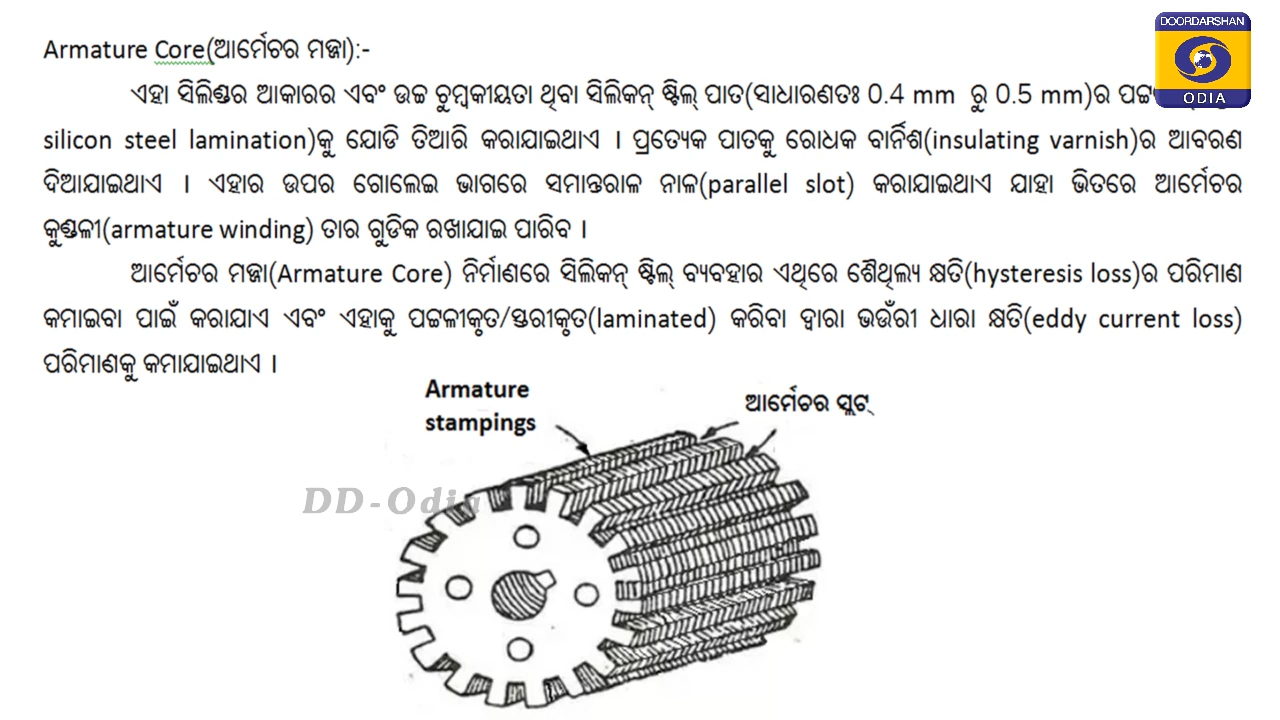 Armature Core(ଆର୍ମେଚର ମଜ୍ଜା):-
DOORDARSHAN
ODIA
ଏହା ସିଲିଣ୍ଡର ଆକାରର ଏବଂ ଉଚ୍ଚ ଚୁମ୍ବକୀୟତା ଥିବା ସିଲିକନ୍ ଷ୍ଟିଲ୍ ପାତ(ସାଧାରଣତଃ 0.4 mm ରୁ 0.5 mm)ର
silicon steel lamination)କୁ ଯୋଡି ତିଆରି କରାଯାଇଥାଏ । ପ୍ରତ୍ୟେକ ପାତକୁ ରୋଧକ ବାର୍ନିଶ(insulating varnish)ର ଆବରଣ
ଦିଆଯାଇଥାଏ । ଏହାର ଉପର ଗୋଲେଇ ଭାଗରେ ସମାନ୍ତରାଳ ନାଳ(parallel slot) କରାଯାଇଥାଏ ଯାହା ଭିତରେ ଆର୍ମେଚର
କୁଣ୍ଡଳୀ(armature winding) ତାର ଗୁଡିକ ରଖାଯାଇ ପାରିବ ।
ଆର୍ମେଚର ମଜ୍ଜା(Armature Core) ନିର୍ମାଣରେ ସିଲିକନ୍ ଷ୍ଟିଲ୍ ବ୍ୟବହାର ଏଥିରେ ଶୈଥିଲ୍ୟ କ୍ଷତି(hysteresis loss)ର ପରିମାଣ
କମାଇବା ପାଇଁ କରାଯାଏ ଏବଂ ଏହାକୁ ପଟ୍ଟଳୀକୃତ/ସ୍ତରୀକୃତ(laminated) କରିବା ଦ୍ୱାରା ଭଉଁରୀ ଧାରା କ୍ଷତି(eddy current loss)
ପରିମାଣକୁ କମାଯାଇଥାଏ ।
Armature
stampings
ଆର୍ମେଚର ସ୍ଲଟ୍
DD-Odia